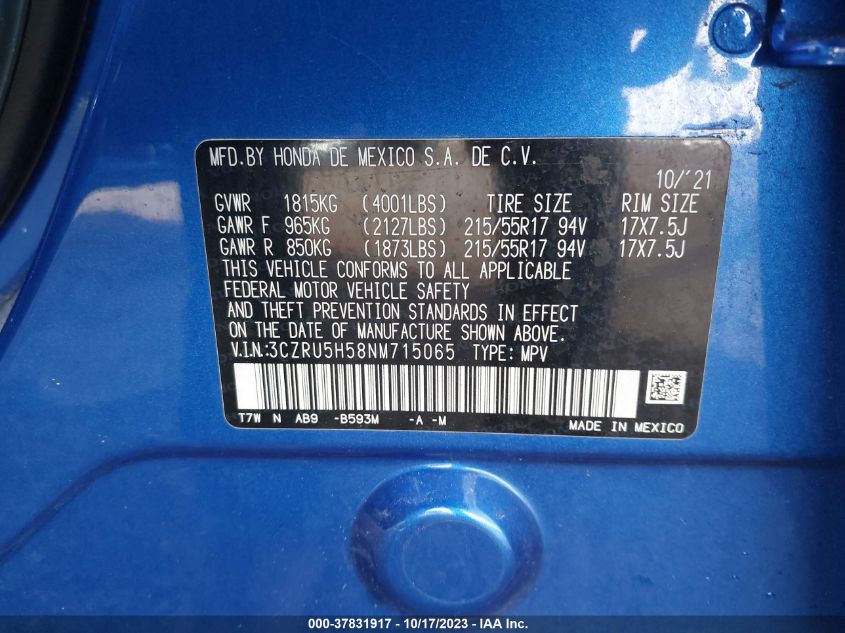 MFD.BY HONDA DE MEXICO S.A. DE C.V.
10/'21
GVWR 1815KG (4001LBS) TIRE SIZE RIM SIZE
GAWR F 965KG (2127LBS) 215/55R17 94V 17X7.5J
GAWR R 850KG (1873LBS) 215/55R17 94V 17X7.5J
THIS VEHICLE CONFORMS TO ALL APPLICABLE
FEDERAL MOTOR VEHICLE SAFETY
AND THEFT PREVENTION STANDARDS IN EFFECT
ON THE DATE OF MANUFACTURE SHOWN ABOVE.
V.I.N:3CZRU5H58NM715065 TYPE: MPV
T7W N AB9 -B593M -A -M
MADE IN MEXICO
000-37831917 - 10/17/2023 - IAA Inc.